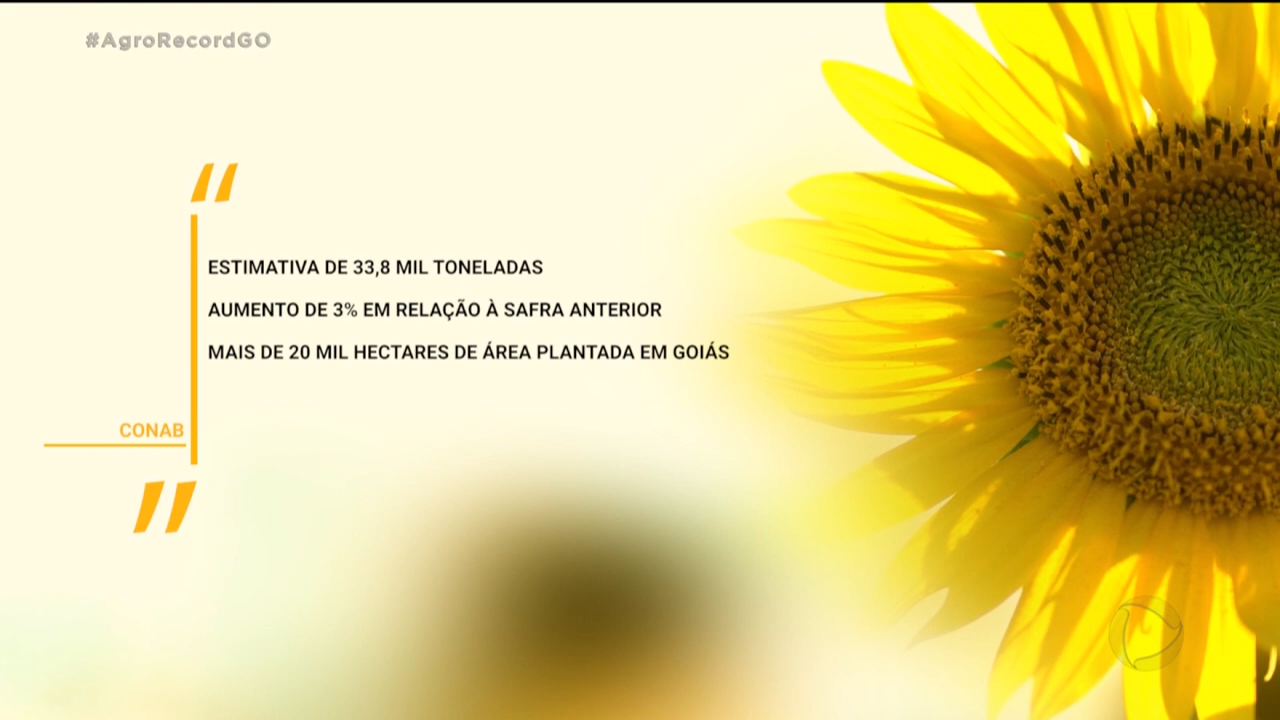 #AgroRecordGO
“
ESTIMATIVA DE 33,8 MIL TONELADAS
AUMENTO DE 3% EM RELAÇÃO À SAFRA ANTERIOR
MAIS DE 20 MIL HECTARES DE ÁREA PLANTADA EM GOIÁS
CONAB
”